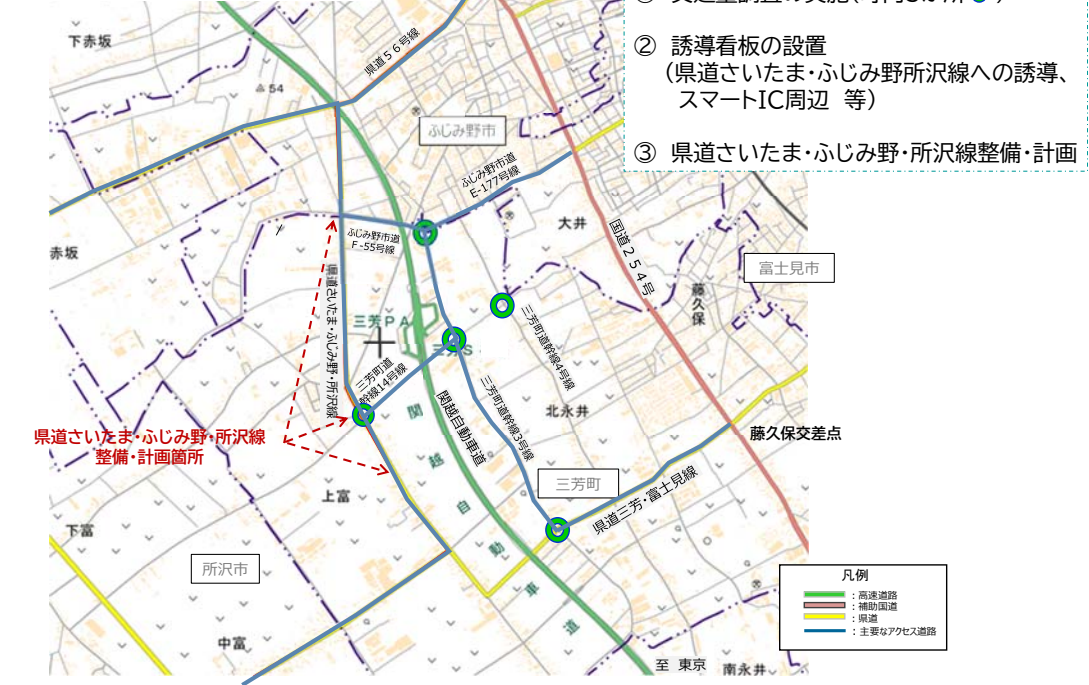 ② 誘導看板の設置
(県道さいたま・ふじみ野所沢線への誘導、
スマートIC周辺 等)
③ 県道さいたま・ふじみ野・所沢線整備・計画
下赤坂
県道56号線
54
ふじみ野市
ふじみ野市道
E-177号線
大井
国道254号
富士見市
赤坂
ふじみ野市道
F-55号線
県道さいたま・ふじみ野・所沢線
藤久保
三芳PA
三芳町道幹線4号線
三芳町道
幹線14号線
三芳町道幹線3号線
関越自動車道
関越自動車道
北永井
県道さいたま・ふじみ野・所沢線
整備・計画箇所
藤久保交差点
上富
三芳町
県道三芳・富士見線
下富
所沢市
中富
至 東京
南永井
凡例
:高速道路
:補助国道
:県道
:主要なアクセス道路